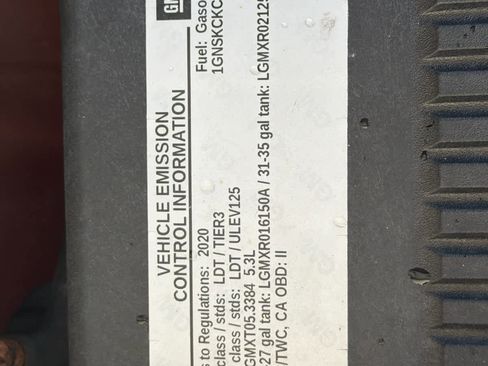 GM
VEHICLE EMISSION
CONTROL INFORMATION
Fuel: Gaso
1GNSKCKC
s to Regulations: 2020
class / stds: LDT / TIER3
class / stds: LDT / ULEV125
GMXT05.3384 5.3L
27 gal tank: LGMXR016150A / 31-35 gal tank: LGMXR0212
/TWC, CA OBD: II